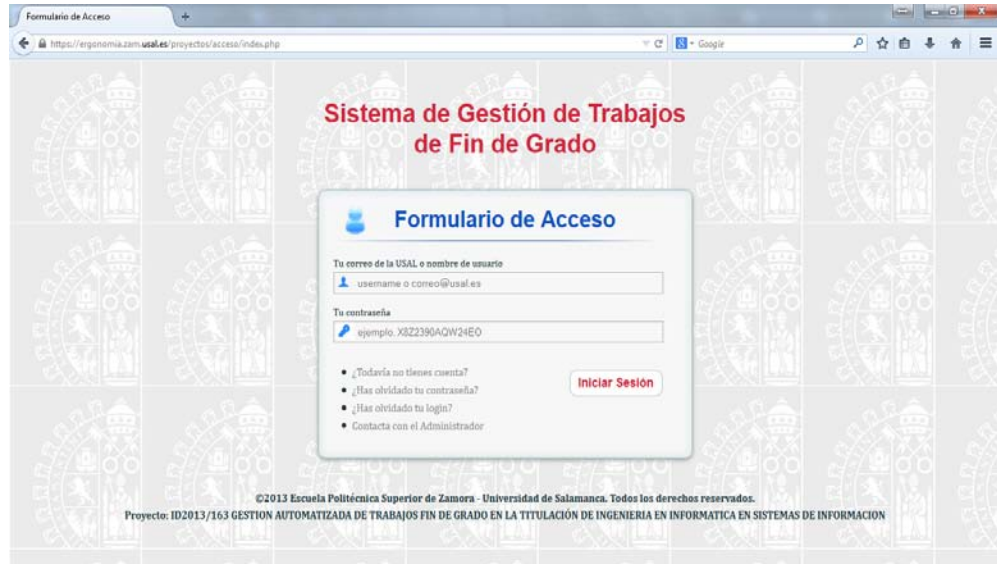 Formulario de Acceso
https://ergonomia.zam.usal.es/proyectos/acceso/index.php
Google
Sistema de Gestión de Trabajos
de Fin de Grado
Formulario de Acceso
Tu correo de la USAL o nombre de usuario
username o correo@usal.es
Tu contraseña
ejemplo. X8Z2390AQW24EO
¿Todavía no tienes cuenta?
¿Has olvidado tu contraseña?
Iniciar Sesión
¿Has olvidado tu login?
Contacta con el Administrador
©2013 Escuela Politécnica Superior de Zamora - Universidad de Salamanca. Todos los derechos reservados.
Proyecto: ID2013/163 GESTION AUTOMATIZADA DE TRABAJOS FIN DE GRADO EN LA TITULACIÓN DE INGENIERIA EN INFORMATICA EN SISTEMAS DE INFORMACION